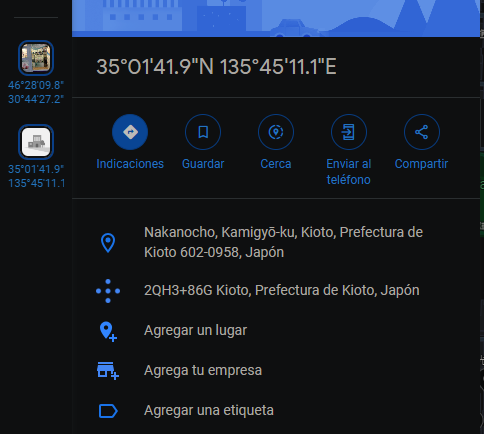 35°01'41.9"N 135°45'11.1"E
46°28'09.8"
30°44'27.2"
35°01'41.9"
135°45'11.1
Indicaciones
Guardar
Cerca
Enviar al
teléfono
Compartir
Nakanocho, Kamigyō-ku, Kioto, Prefectura de
Kioto 602-0958, Japón
2QH3+86G Kioto, Prefectura de Kioto, Japón
Agregar un lugar
Agrega tu empresa
Agregar una etiqueta